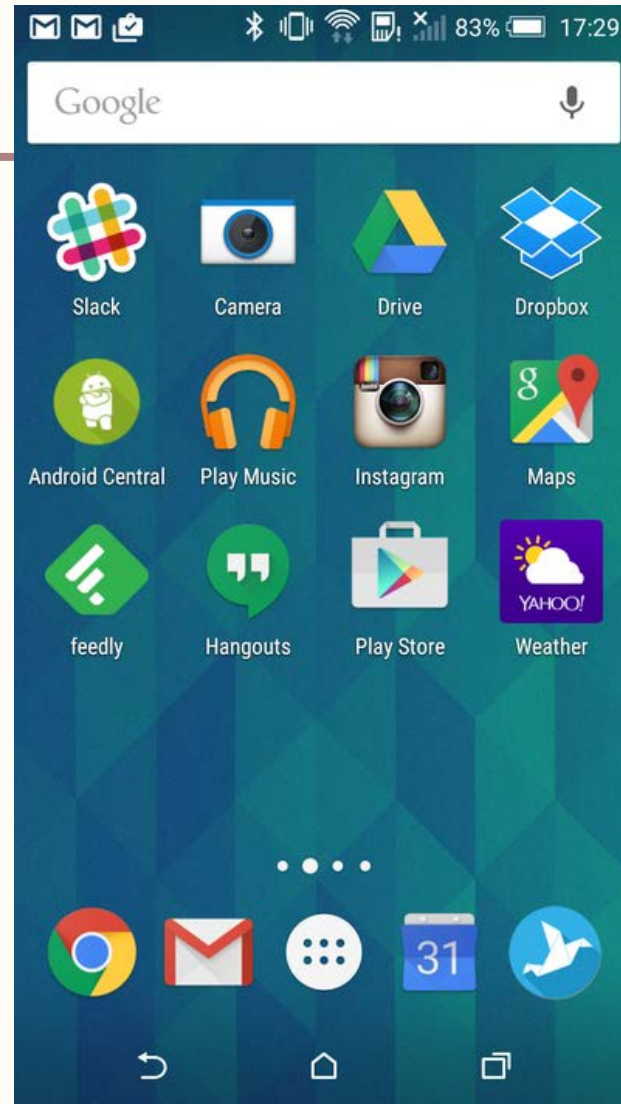 83% 17:29
Google
Slack Camera Drive Dropbox
g
Android Central Play Music Instagram Maps
YAHOO!
feedly Hangouts Play Store Weather
31